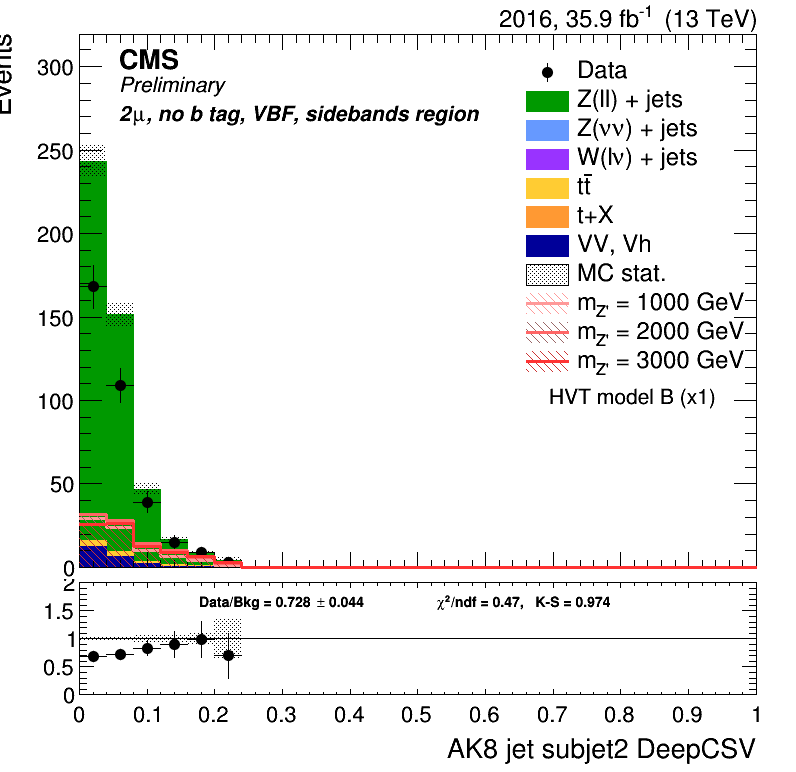 2016, 35.9 fb⁻¹ (13 TeV)
Events
CMS
Preliminary
2μ, no b tag, VBF, sidebands region
Data
Z(ll) + jets
Z(νν) + jets
W(lν) + jets
tt̄
t+X
VV, Vh
MC stat.
m_Z' = 1000 GeV
m_Z' = 2000 GeV
m_Z' = 3000 GeV
HVT model B (x1)
300
250
200
150
100
50
0
Data/Bkg = 0.728 ± 0.044
χ²/ndf = 0.47, K-S = 0.974
2
1.5
1
0.5
0
0 0.1 0.2 0.3 0.4 0.5 0.6 0.7 0.8 0.9 1
AK8 jet subjet2 DeepCSV